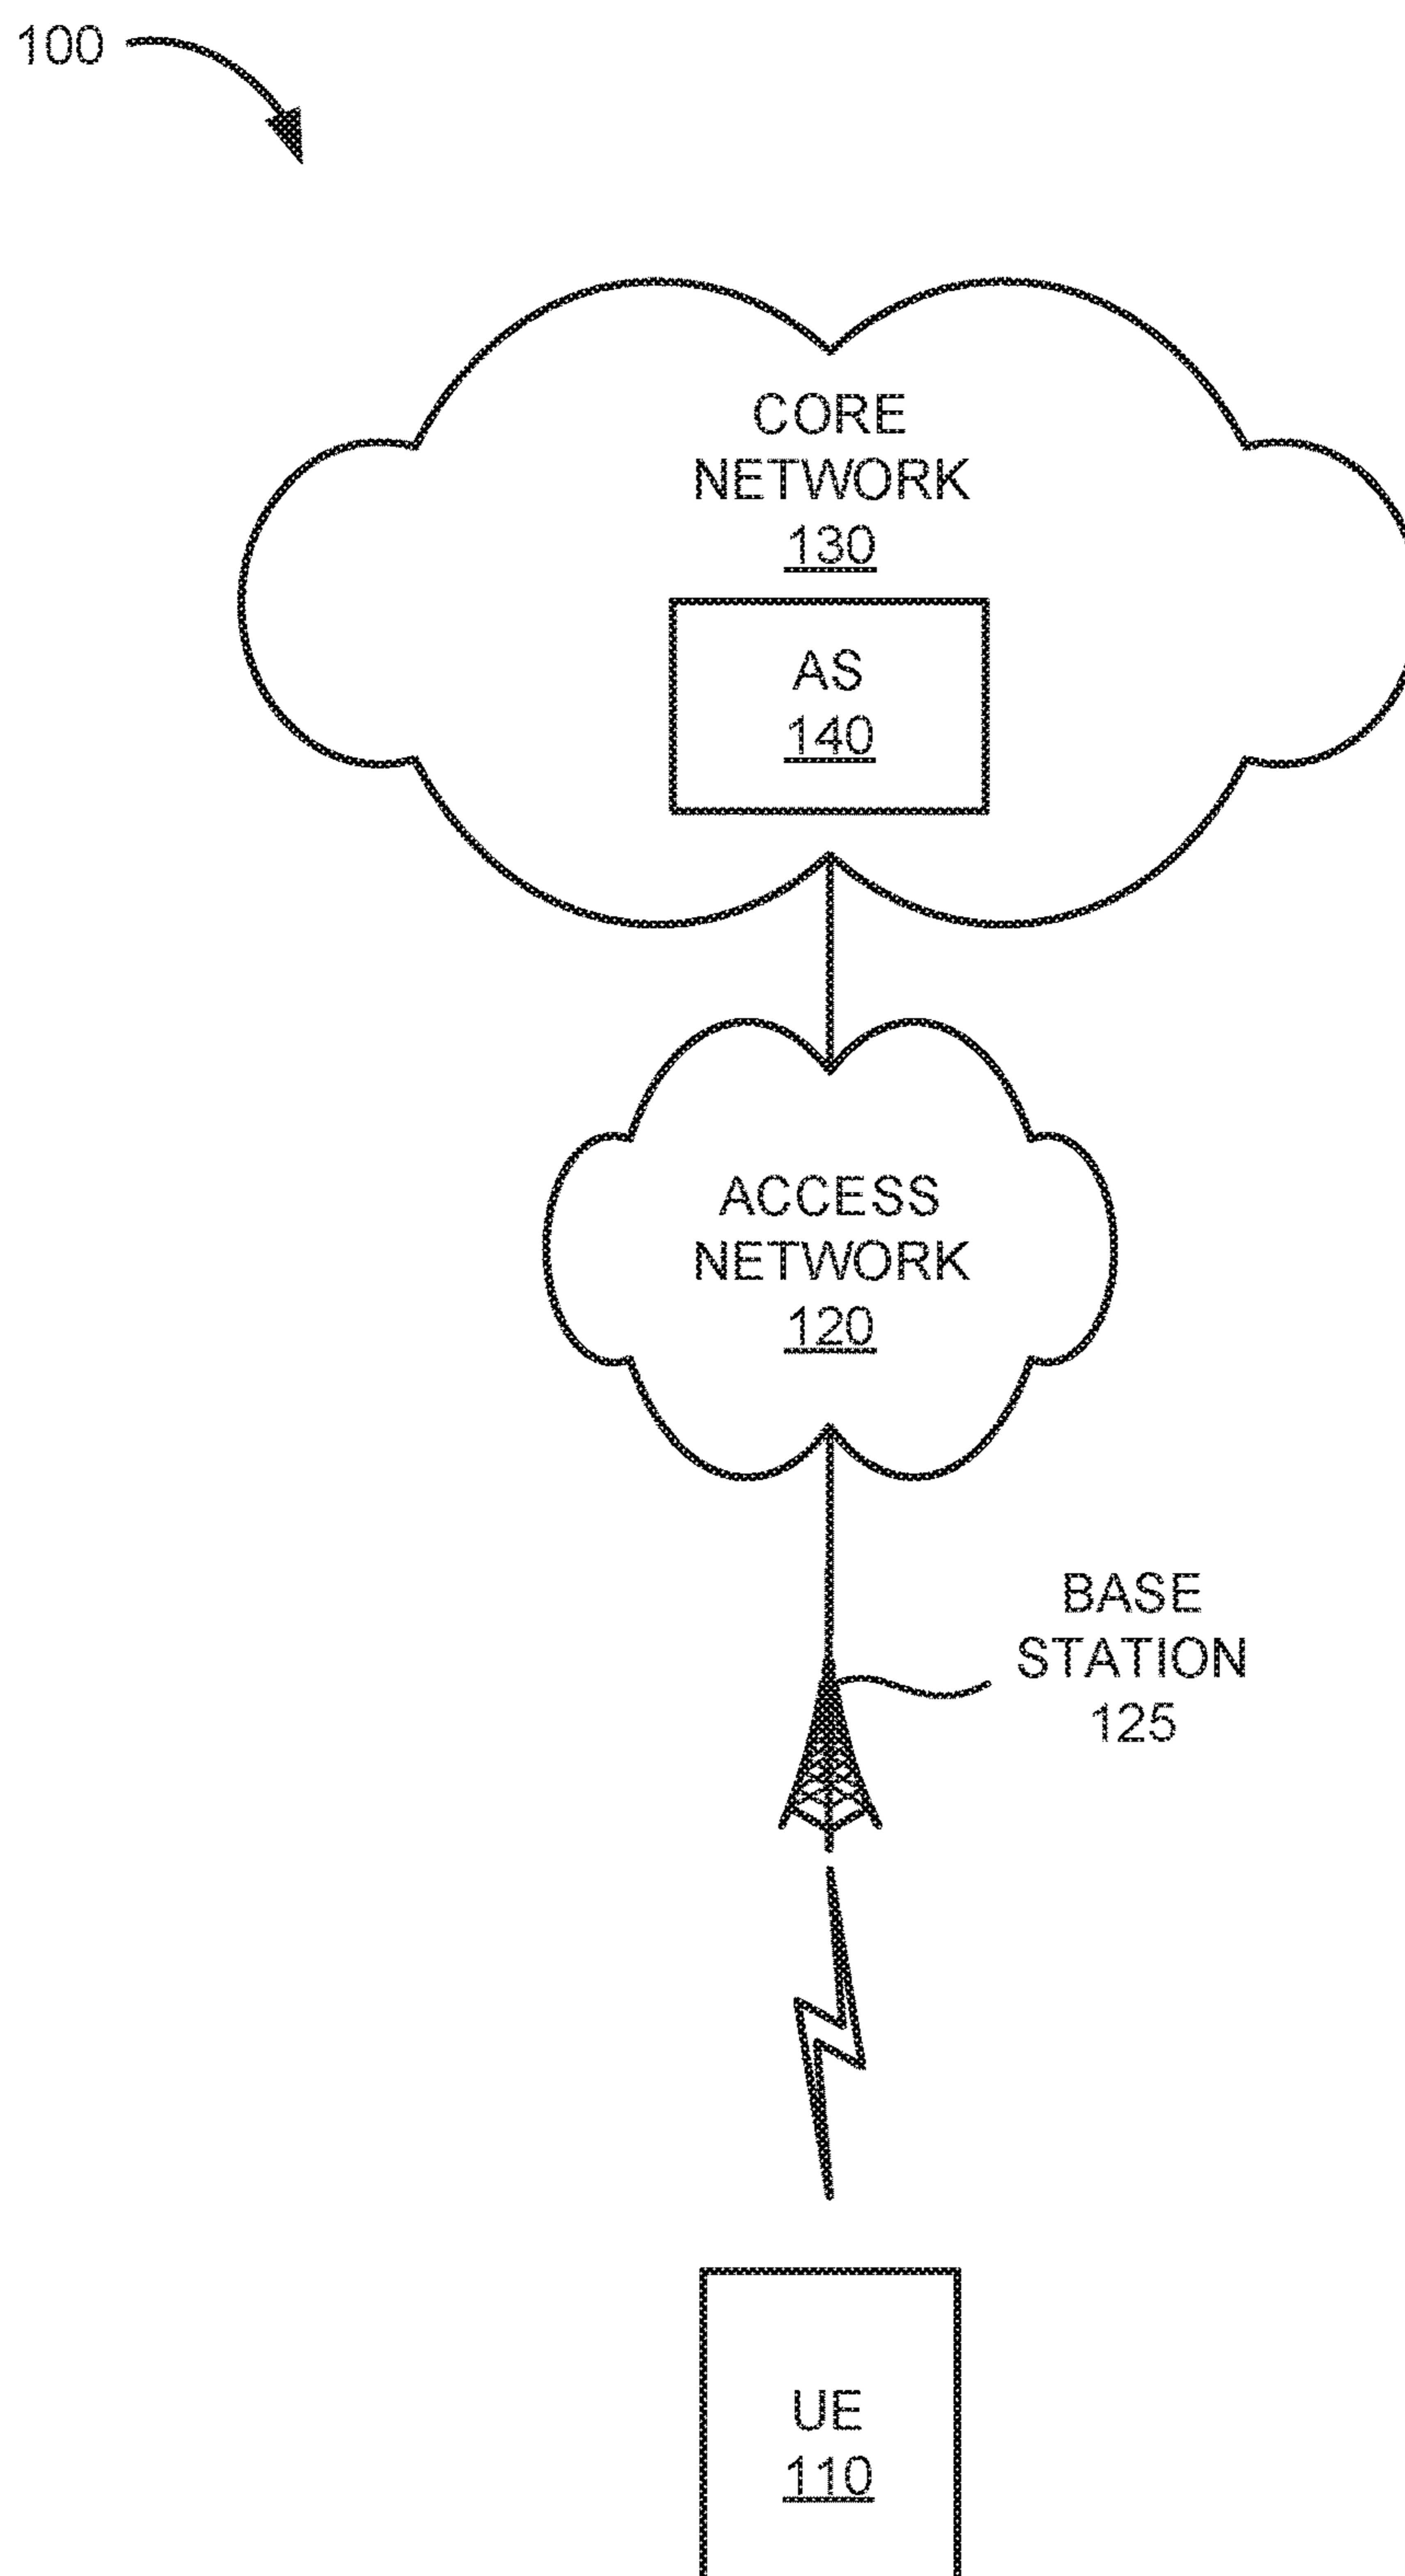 100
CORE
NETWORK
130
AS
140
ACCESS
NETWORK
120
BASE
STATION
125
UE
110